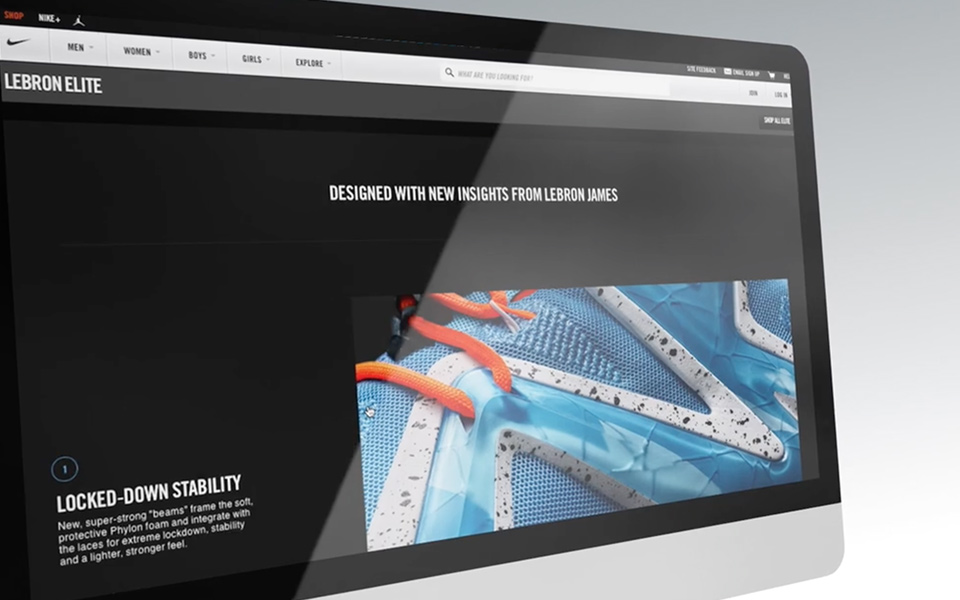 SHOP NIKE+
MEN WOMEN BOYS GIRLS EXPLORE
WHAT ARE YOU LOOKING FOR?
SITE FEEDBACK EMAIL SIGN UP
JOIN LOG IN
LEBRON ELITE
SHOP ALL ELITE
DESIGNED WITH NEW INSIGHTS FROM LEBRON JAMES
1
LOCKED-DOWN STABILITY
New, super-strong "beams" frame the soft,
protective Phylon foam and integrate with
the laces for extreme lockdown, stability
and a lighter, stronger feel.